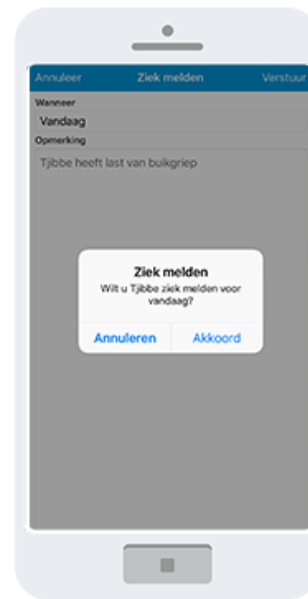 Annuleer Ziek melden Verstuur
Wanneer
Vandaag
Opmerking
Tjibbe heeft last van buikgriep
Ziek melden
Wilt u Tjibbe ziek melden voor
vandaag?
Annuleren Akkoord